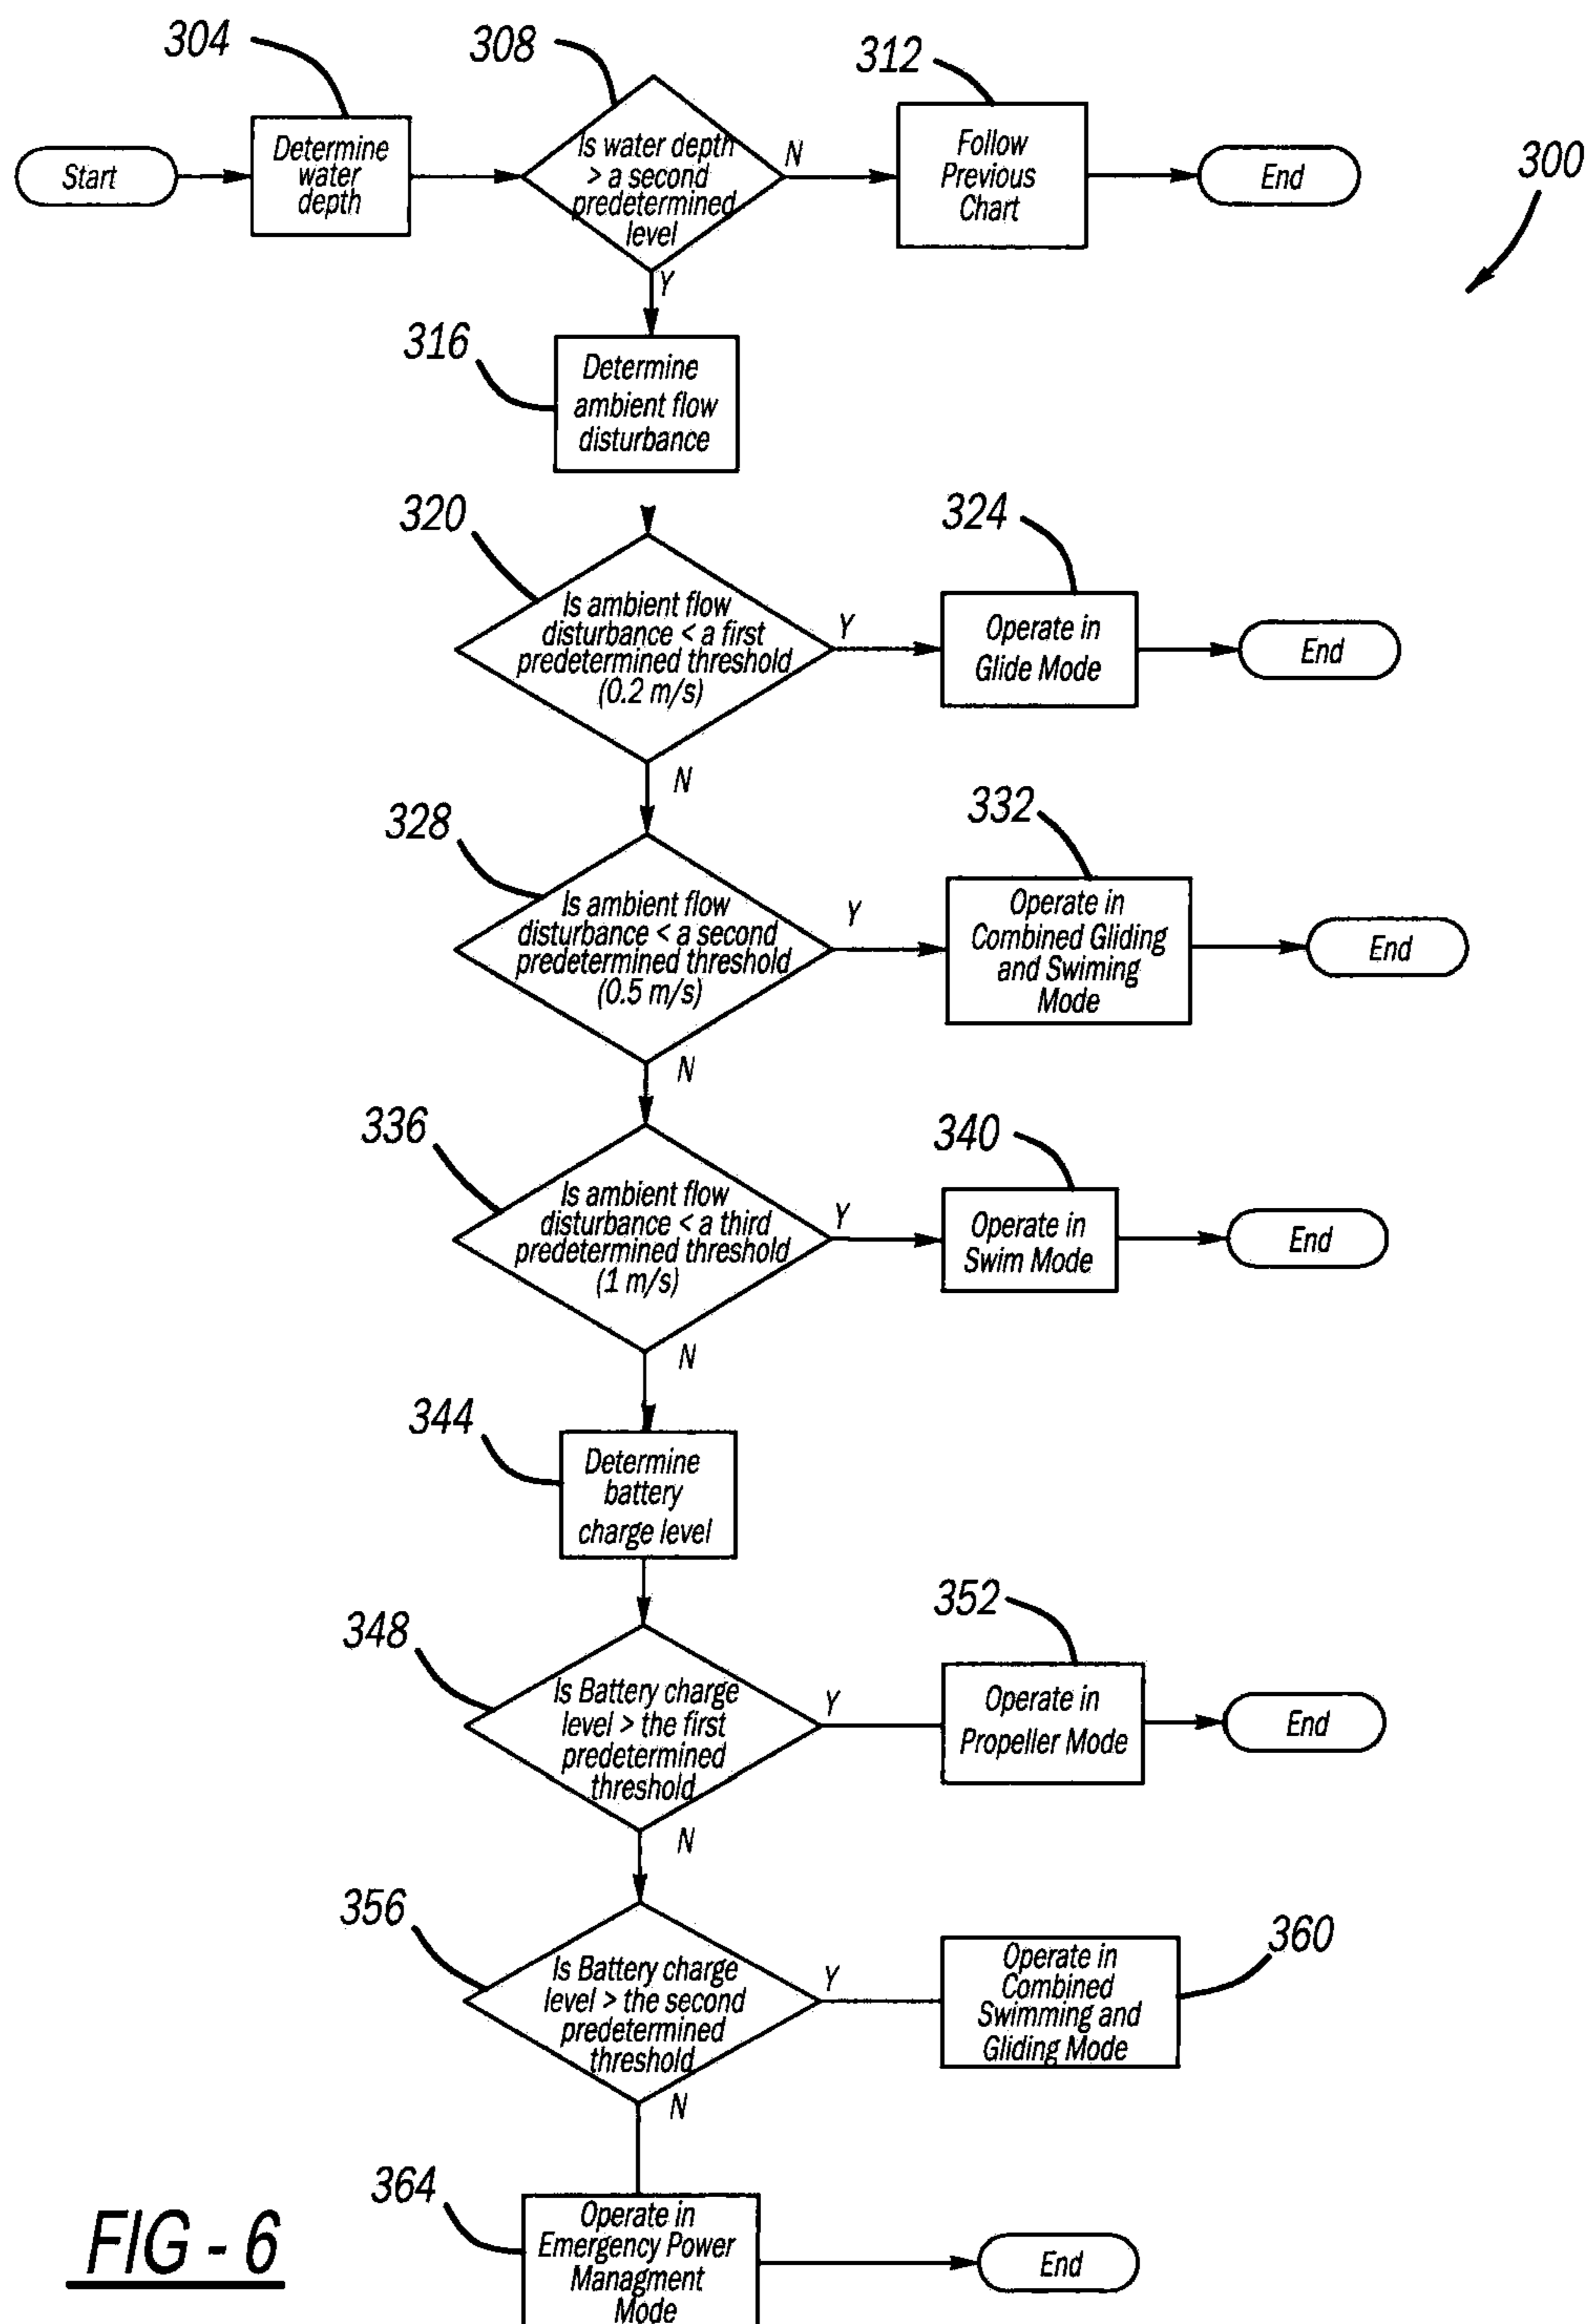 304
308
312
300
Start
Determine
water
depth
Is water depth
> a second
predetermined
level
N
Follow
Previous
Chart
End
Y
316
Determine
ambient flow
disturbance
320
324
Is ambient flow
disturbance < a first
predetermined threshold
(0.2 m/s)
Y
Operate in
Glide Mode
End
N
328
332
Is ambient flow
disturbance < a second
predetermined threshold
(0.5 m/s)
Y
Operate in
Combined Gliding
and Swiming
Mode
End
N
336
340
Is ambient flow
disturbance < a third
predetermined threshold
(1 m/s)
Y
Operate in
Swim Mode
End
N
344
Determine
battery
charge level
348
352
Is Battery charge
level > the first
predetermined
threshold
Y
Operate in
Propeller Mode
End
N
356
360
Is Battery charge
level > the second
predetermined
threshold
Y
Operate in
Combined
Swimming and
Gliding Mode
N
364
Operate in
Emergency Power
Managment
Mode
End
FIG - 6